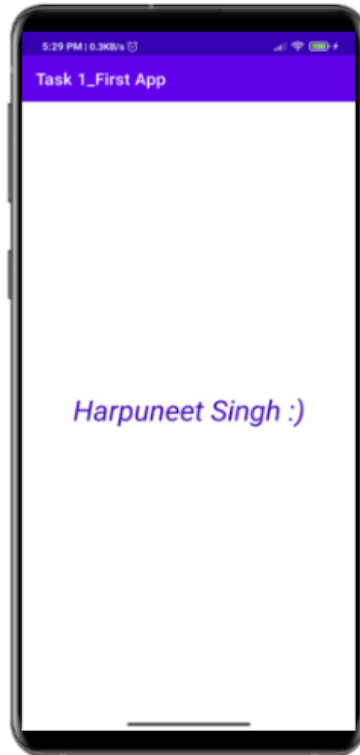 5:29 PM | 0.3KB/s
Task 1_First App
Harpuneet Singh :)